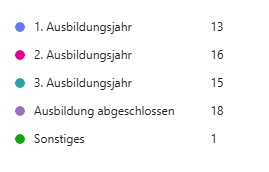 1. Ausbildungsjahr 13
2. Ausbildungsjahr 16
3. Ausbildungsjahr 15
Ausbildung abgeschlossen 18
Sonstiges 1